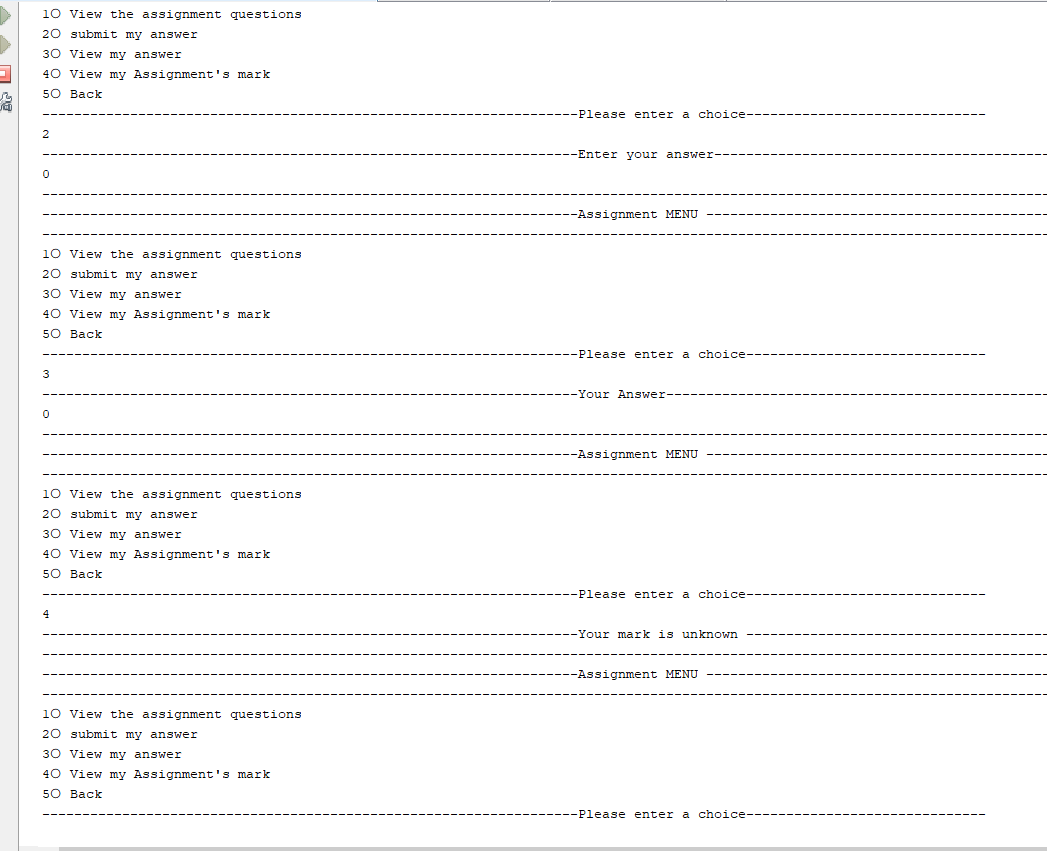 1○ View the assignment questions
2○ submit my answer
3○ View my answer
4○ View my Assignment's mark
5○ Back
----------------------------------------------------------------------Please enter a choice------------------------------
2
----------------------------------------------------------------------Enter your answer------------------------------------------
0
------------------------------------------------------------------------------------------------------------------------------
----------------------------------------------------------------------Assignment MENU -------------------------------------------
------------------------------------------------------------------------------------------------------------------------------
1○ View the assignment questions
2○ submit my answer
3○ View my answer
4○ View my Assignment's mark
5○ Back
----------------------------------------------------------------------Please enter a choice------------------------------
3
----------------------------------------------------------------------Your Answer------------------------------------------------
0
------------------------------------------------------------------------------------------------------------------------------
----------------------------------------------------------------------Assignment MENU -------------------------------------------
------------------------------------------------------------------------------------------------------------------------------
1○ View the assignment questions
2○ submit my answer
3○ View my answer
4○ View my Assignment's mark
5○ Back
----------------------------------------------------------------------Please enter a choice------------------------------
4
----------------------------------------------------------------------Your mark is unknown --------------------------------------
------------------------------------------------------------------------------------------------------------------------------
----------------------------------------------------------------------Assignment MENU -------------------------------------------
------------------------------------------------------------------------------------------------------------------------------
1○ View the assignment questions
2○ submit my answer
3○ View my answer
4○ View my Assignment's mark
5○ Back
----------------------------------------------------------------------Please enter a choice------------------------------